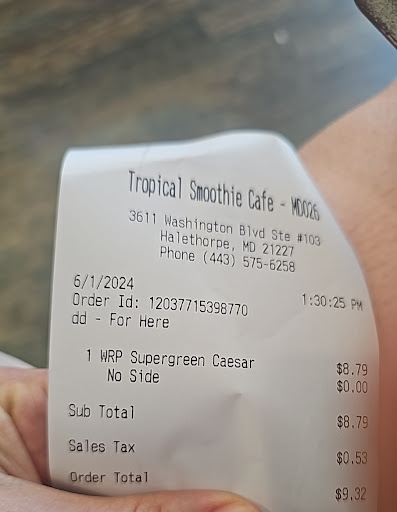 Tropical Smoothie Cafe - MD026
3611 Washington Blvd Ste #103
Halethorpe, MD 21227
Phone (443) 575-6258
6/1/2024 1:30:25 PM
Order Id: 12037715398770
dd - For Here
1 WRP Supergreen Caesar $8.79
No Side $0.00
Sub Total $8.79
Sales Tax $0.53
Order Total $9.32